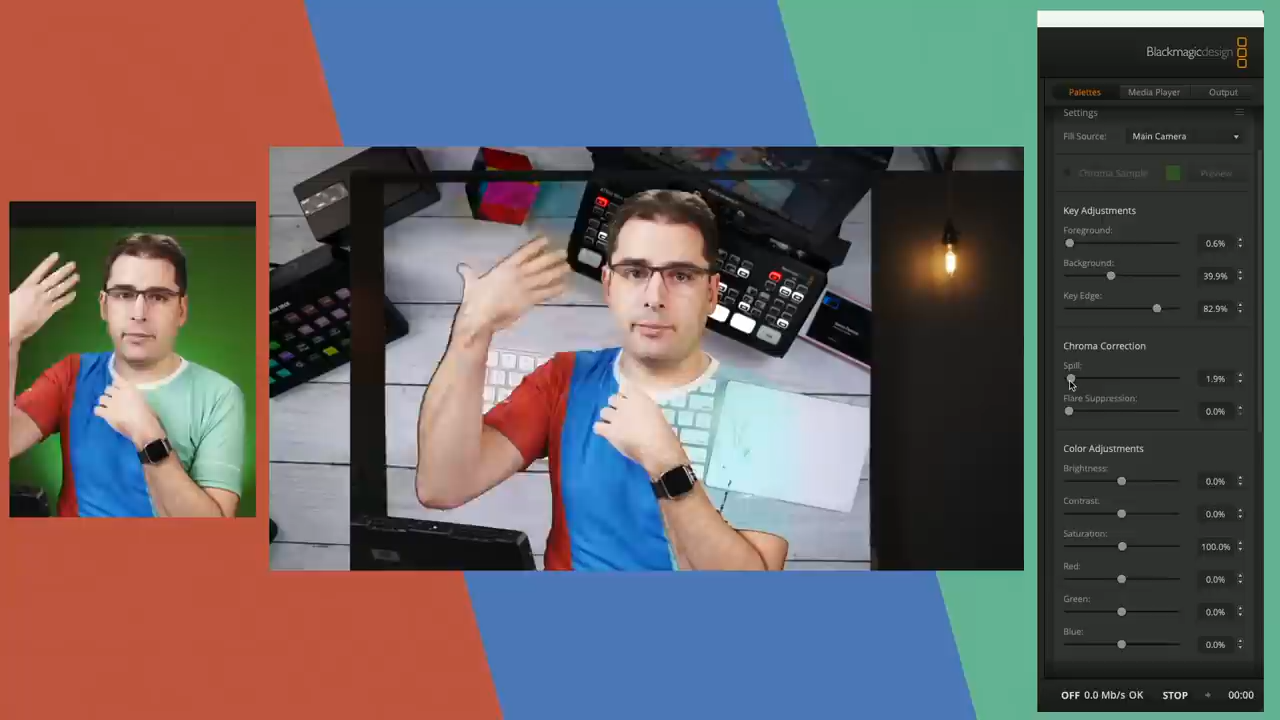 Blackmagicdesign
Palettes Media Player Output
Settings
Fill Source: Main Camera
Chroma Sample Preview
Key Adjustments
Foreground:
0.6%
Background:
39.9%
Key Edge:
82.9%
Chroma Correction
Spill:
1.9%
Flare Suppression:
0.0%
Color Adjustments
Brightness:
0.0%
Contrast:
0.0%
Saturation:
100.0%
Red:
0.0%
Green:
0.0%
Blue:
0.0%
OFF 0.0 Mb/s OK STOP 00:00